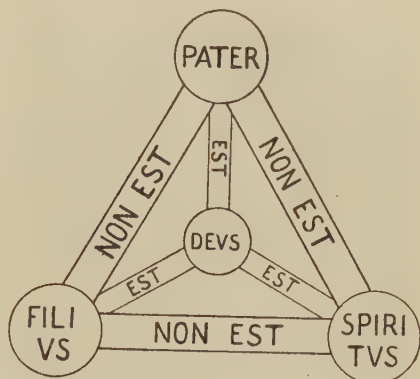 PATER
NON EST
EST
NON EST
DEVS
EST
EST
FILI
VS
NON EST
SPIRI
TVS